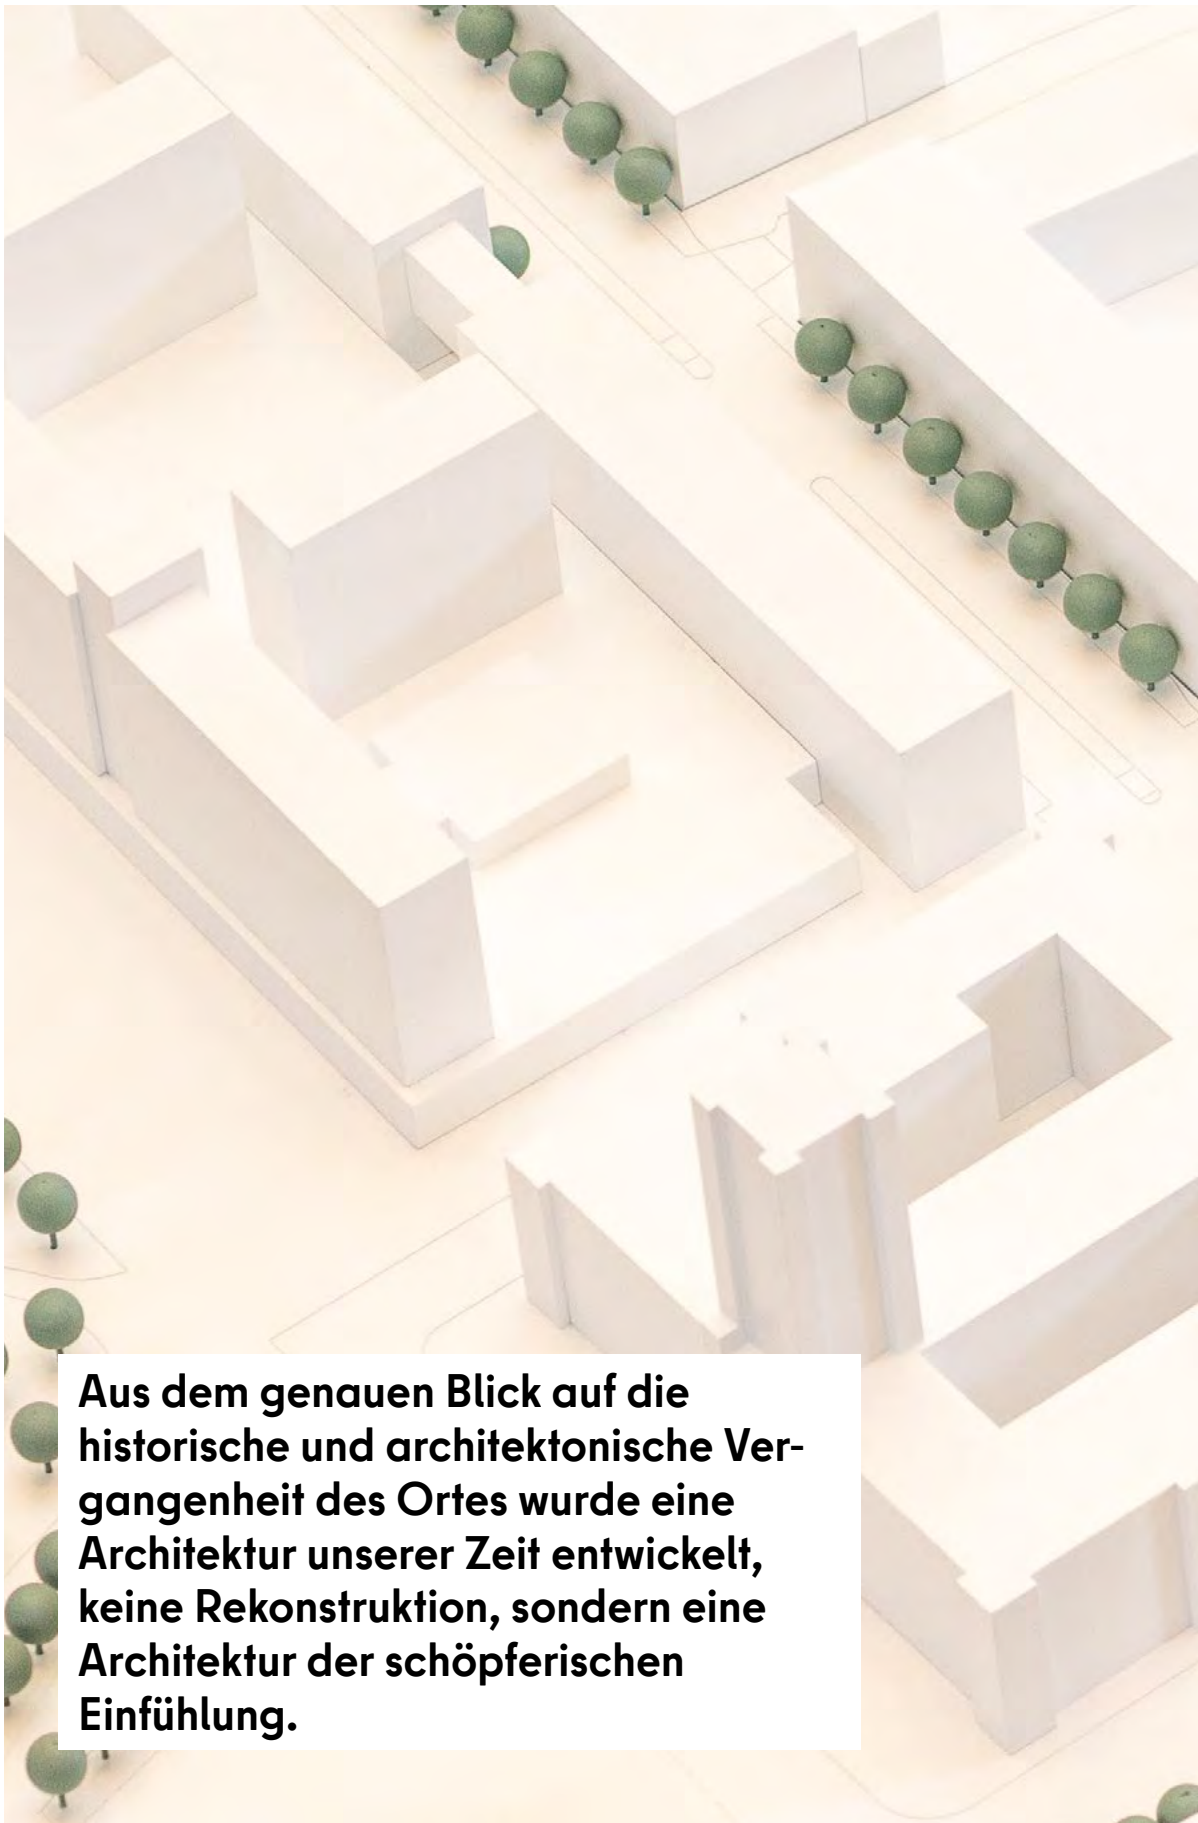 Aus dem genauen Blick auf die
historische und architektonische Ver-
gangenheit des Ortes wurde eine
Architektur unserer Zeit entwickelt,
keine Rekonstruktion, sondern eine
Architektur der schöpferischen
Einfühlung.